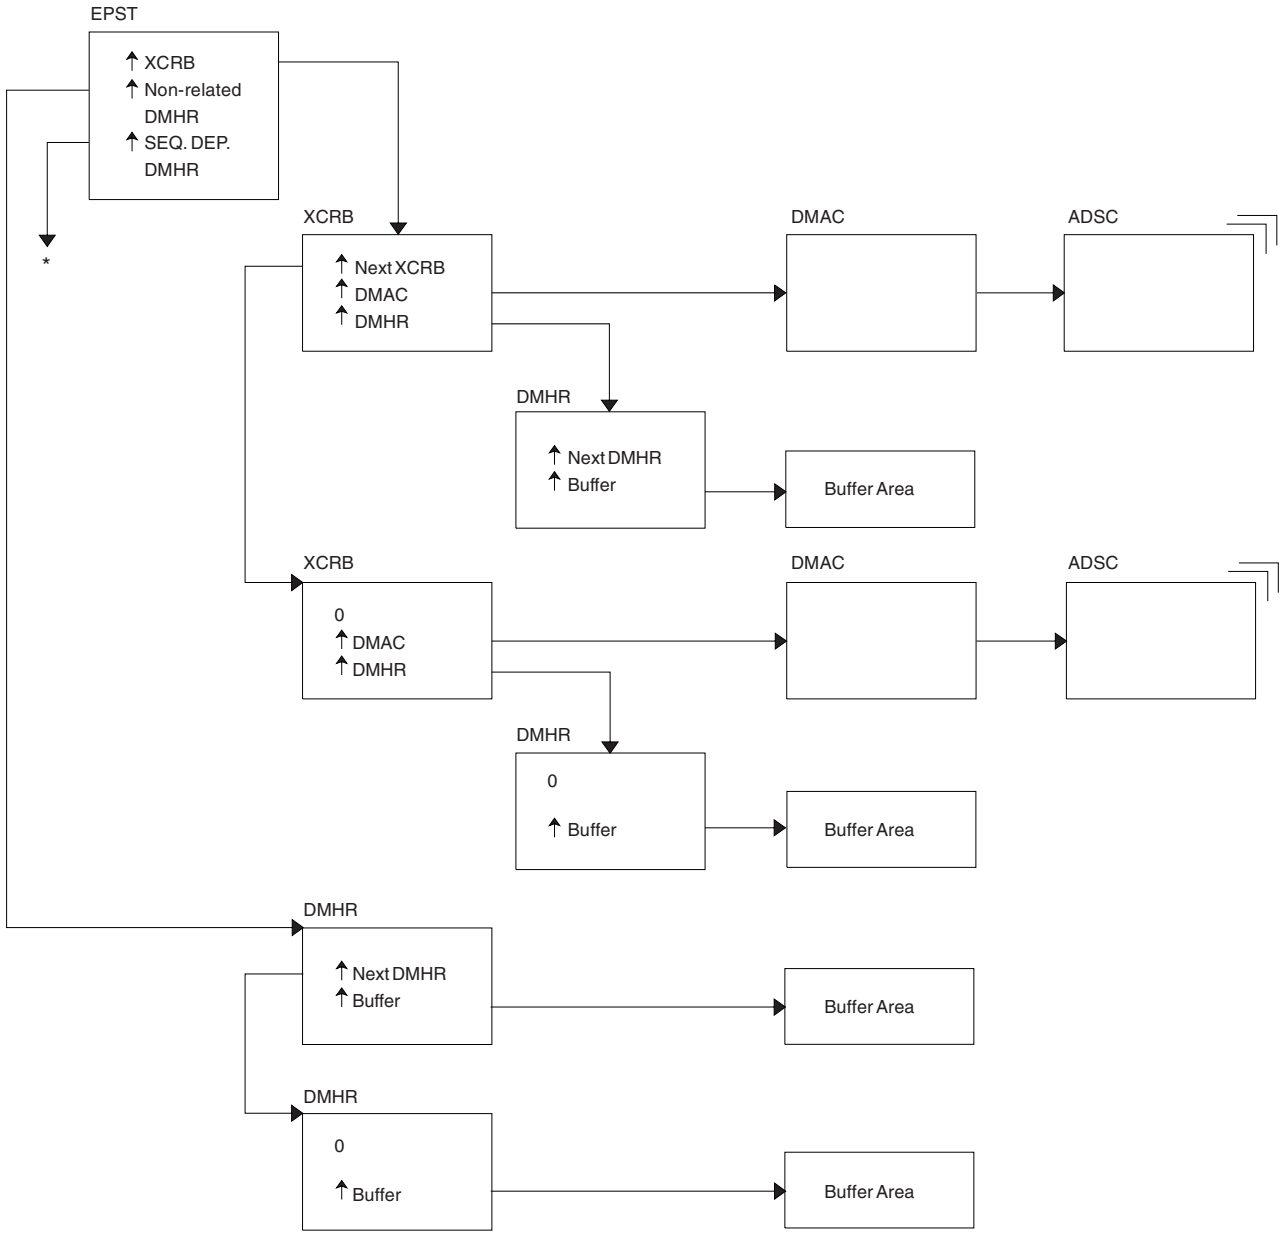 EPST
↑ XCRB
↑ Non-related
DMHR
↑ SEQ. DEP.
DMHR
*
XCRB
↑ Next XCRB
↑ DMAC
↑ DMHR
DMAC
ADSC
DMHR
↑ Next DMHR
↑ Buffer
Buffer Area
XCRB
0
↑ DMAC
↑ DMHR
DMAC
ADSC
DMHR
0
↑ Buffer
Buffer Area
DMHR
↑ Next DMHR
↑ Buffer
Buffer Area
DMHR
0
↑ Buffer
Buffer Area